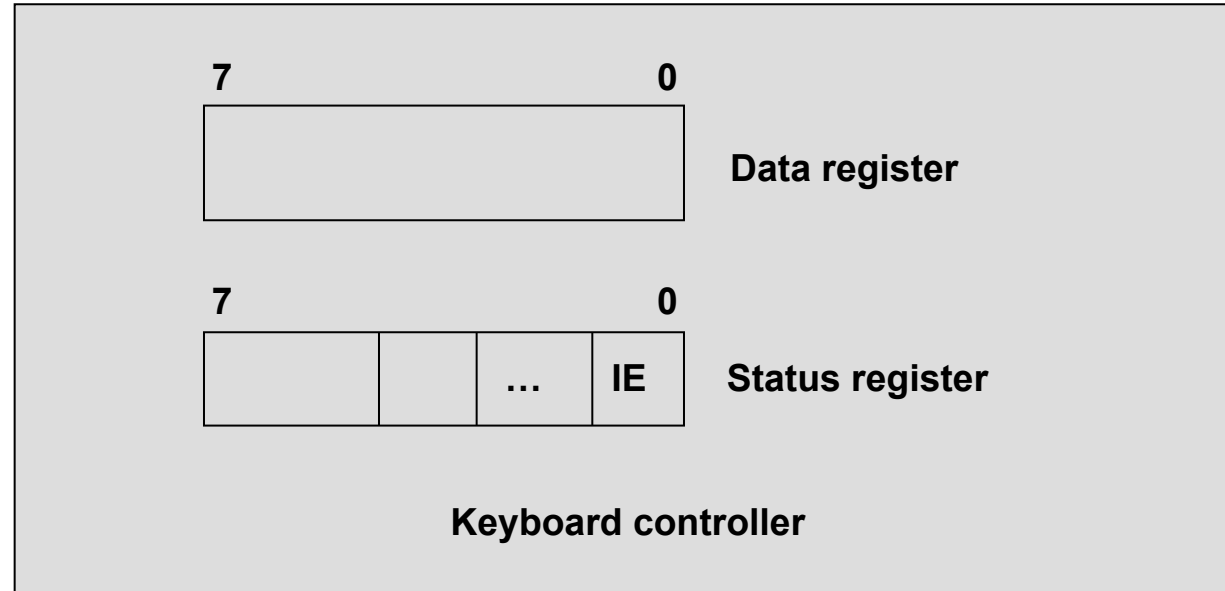 7 0
Data register
7 0
… IE Status register
Keyboard controller